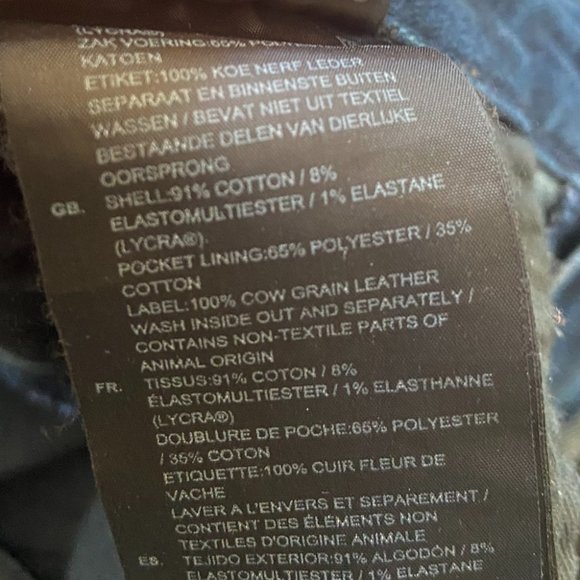 (LYCRA®)
ZAK VOERING:65% POLYESTER
KATOEN
ETIKET:100% KOE NERF LEDER
SEPARAAT EN BINNENSTE BUITEN
WASSEN / BEVAT NIET UIT TEXTIEL
BESTAANDE DELEN VAN DIERLIJKE
OORSPRONG
GB. SHELL:91% COTTON / 8%
ELASTOMULTIESTER / 1% ELASTANE
(LYCRA®).
POCKET LINING:65% POLYESTER / 35%
COTTON
LABEL:100% COW GRAIN LEATHER
WASH INSIDE OUT AND SEPARATELY /
CONTAINS NON-TEXTILE PARTS OF
ANIMAL ORIGIN
FR. TISSUS:91% COTON / 8%
ÉLASTOMULTIESTER / 1% ELASTHANNE
(LYCRA®)
DOUBLURE DE POCHE:65% POLYESTER
/ 35% COTON
ETIQUETTE:100% CUIR FLEUR DE
VACHE
LAVER A L'ENVERS ET SEPAREMENT /
CONTIENT DES ÉLÉMENTS NON
TEXTILES D'ORIGINE ANIMALE
ES. TEJIDO EXTERIOR:91% ALGODÓN / 8%
ELASTOMULTIESTER / 1% ELASTANE